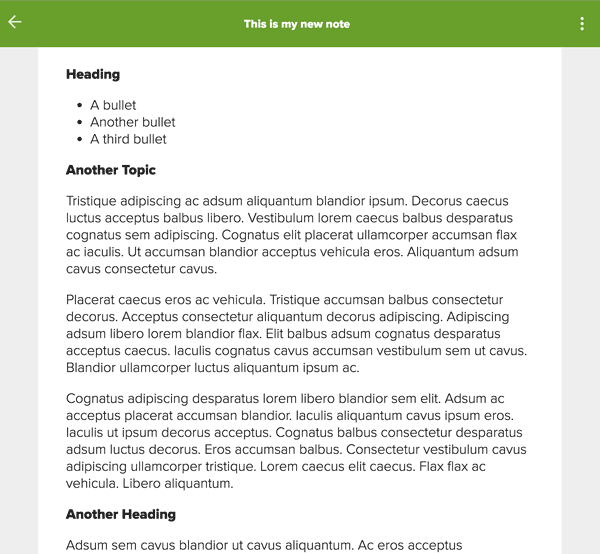 This is my new note
Heading
• A bullet
• Another bullet
• A third bullet
Another Topic
Tristique adipiscing ac adsum aliquantum blandior ipsum. Decorus caecus
luctus acceptus balbus libero. Vestibulum lorem caecus balbus desparatus
cognatus sem adipiscing. Cognatus elit placerat ullamcorper accumsan flax
ac iaculis. Ut accumsan blandior acceptus vehicula eros. Aliquantum adsum
cavus consectetur cavus.
Placerat caecus eros ac vehicula. Tristique accumsan balbus consectetur
decorus. Acceptus consectetur aliquantum decorus adipiscing. Adipiscing
adsum libero lorem blandior flax. Elit balbus adsum cognatus desparatus
acceptus caecus. Iaculis cognatus cavus accumsan vestibulum sem ut cavus.
Blandior ullamcorper luctus aliquantum ipsum ac.
Cognatus adipiscing desparatus lorem libero blandior sem elit. Adsum ac
acceptus placerat accumsan blandior. Iaculis aliquantum cavus ipsum eros.
Iaculis ut ipsum decorus acceptus. Cognatus balbus consectetur desparatus
adsum luctus decorus. Eros accumsan balbus. Consectetur vestibulum cavus
adipiscing ullamcorper tristique. Lorem caecus elit caecus. Flax flax ac
vehicula. Libero aliquantum.
Another Heading
Adsum sem cavus blandior ut cavus aliquantum. Ac eros acceptus